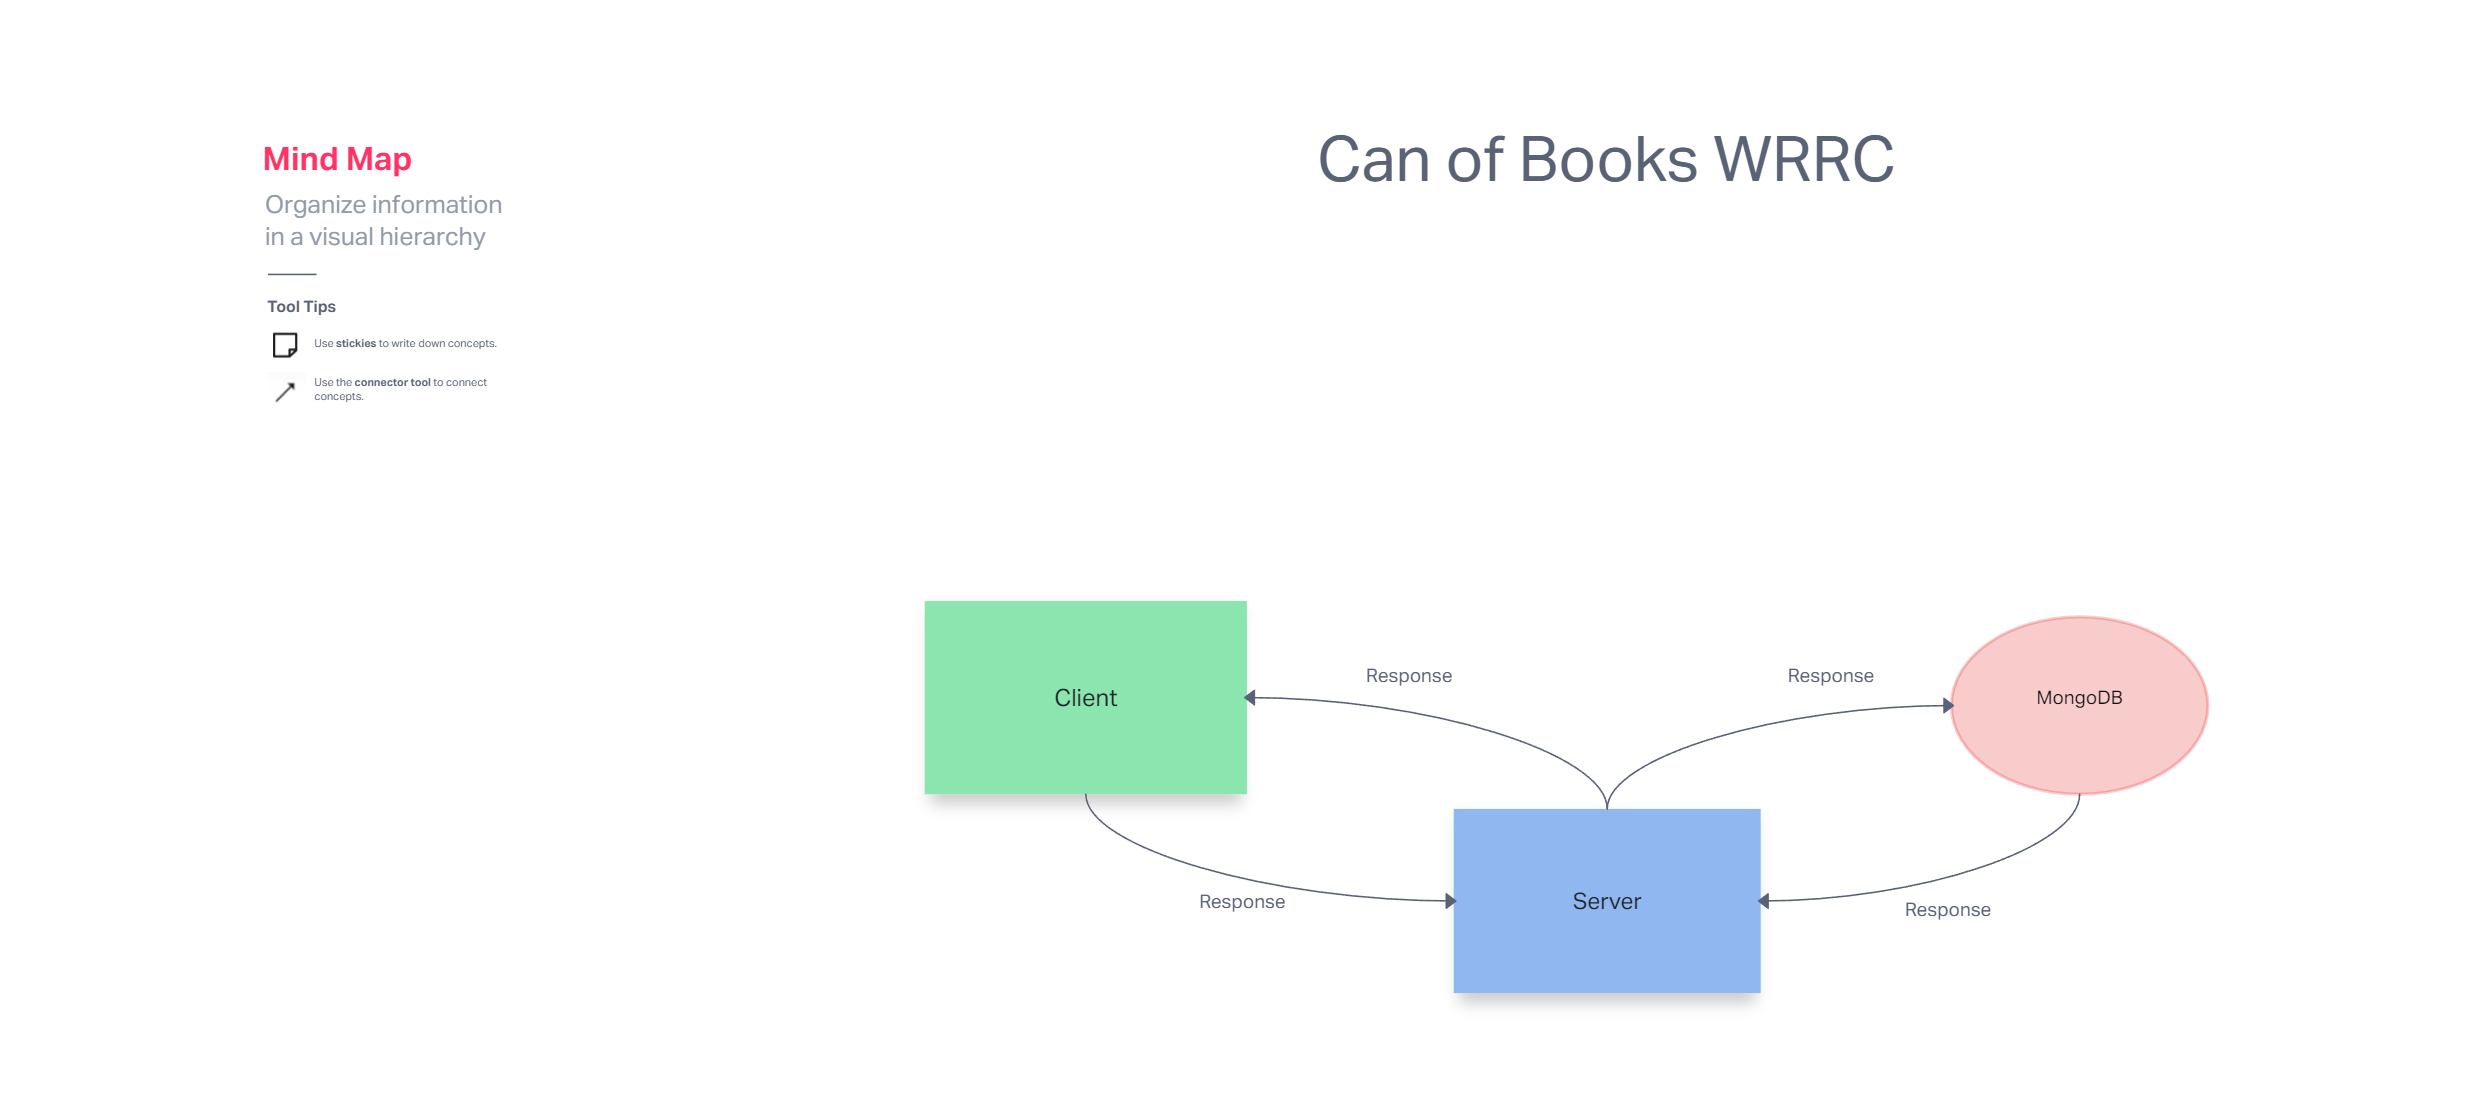 Mind Map
Organize information
in a visual hierarchy
Tool Tips
Use stickies to write down concepts.
Use the connector tool to connect
concepts.
Can of Books WRRC
Client
Response
Response
MongoDB
Response
Server
Response